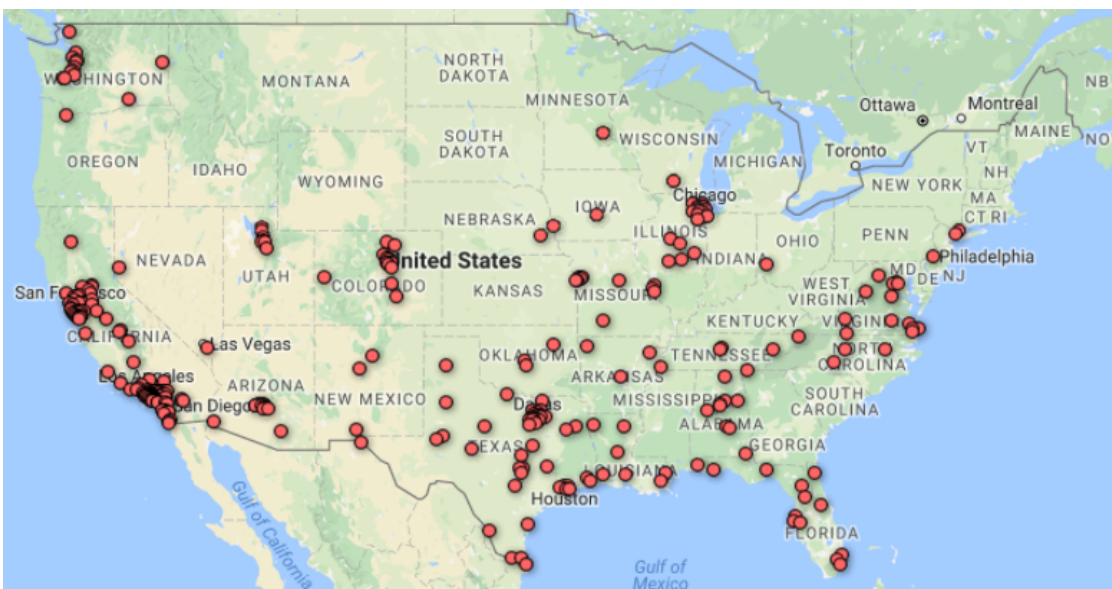 WASHINGTON
MONTANA
NORTH
DAKOTA
MINNESOTA
Ottawa
Montreal
NB
MAINE
NO
OREGON
IDAHO
SOUTH
DAKOTA
WISCONSIN
MICHIGAN
Toronto
VT
NH
WYOMING
NEW YORK
MA
CT RI
Chicago
IOWA
NEBRASKA
ILLINOIS
OHIO
PENN
NEVADA
UTAH
United States
INDIANA
Philadelphia
MD
DE NJ
San Francisco
COLORADO
KANSAS
MISSOURI
WEST
VIRGINIA
CALIFORNIA
Las Vegas
KENTUCKY
VIRGINIA
OKLAHOMA
TENNESSEE
NORTH
CAROLINA
Los Angeles
ARIZONA
NEW MEXICO
ARKANSAS
San Diego
Dallas
MISSISSIPPI
SOUTH
CAROLINA
ALABAMA
TEXAS
GEORGIA
LOUISIANA
Houston
Gulf of California
FLORIDA
Gulf of
Mexico